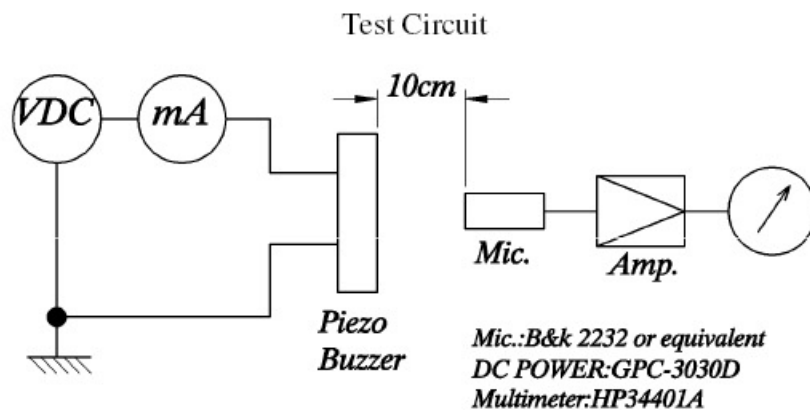 Test Circuit
10cm
VDC
mA
Mic.
Amp.
Piezo
Buzzer
Mic.:B&k 2232 or equivalent
DC POWER:GPC-3030D
Multimeter:HP34401A